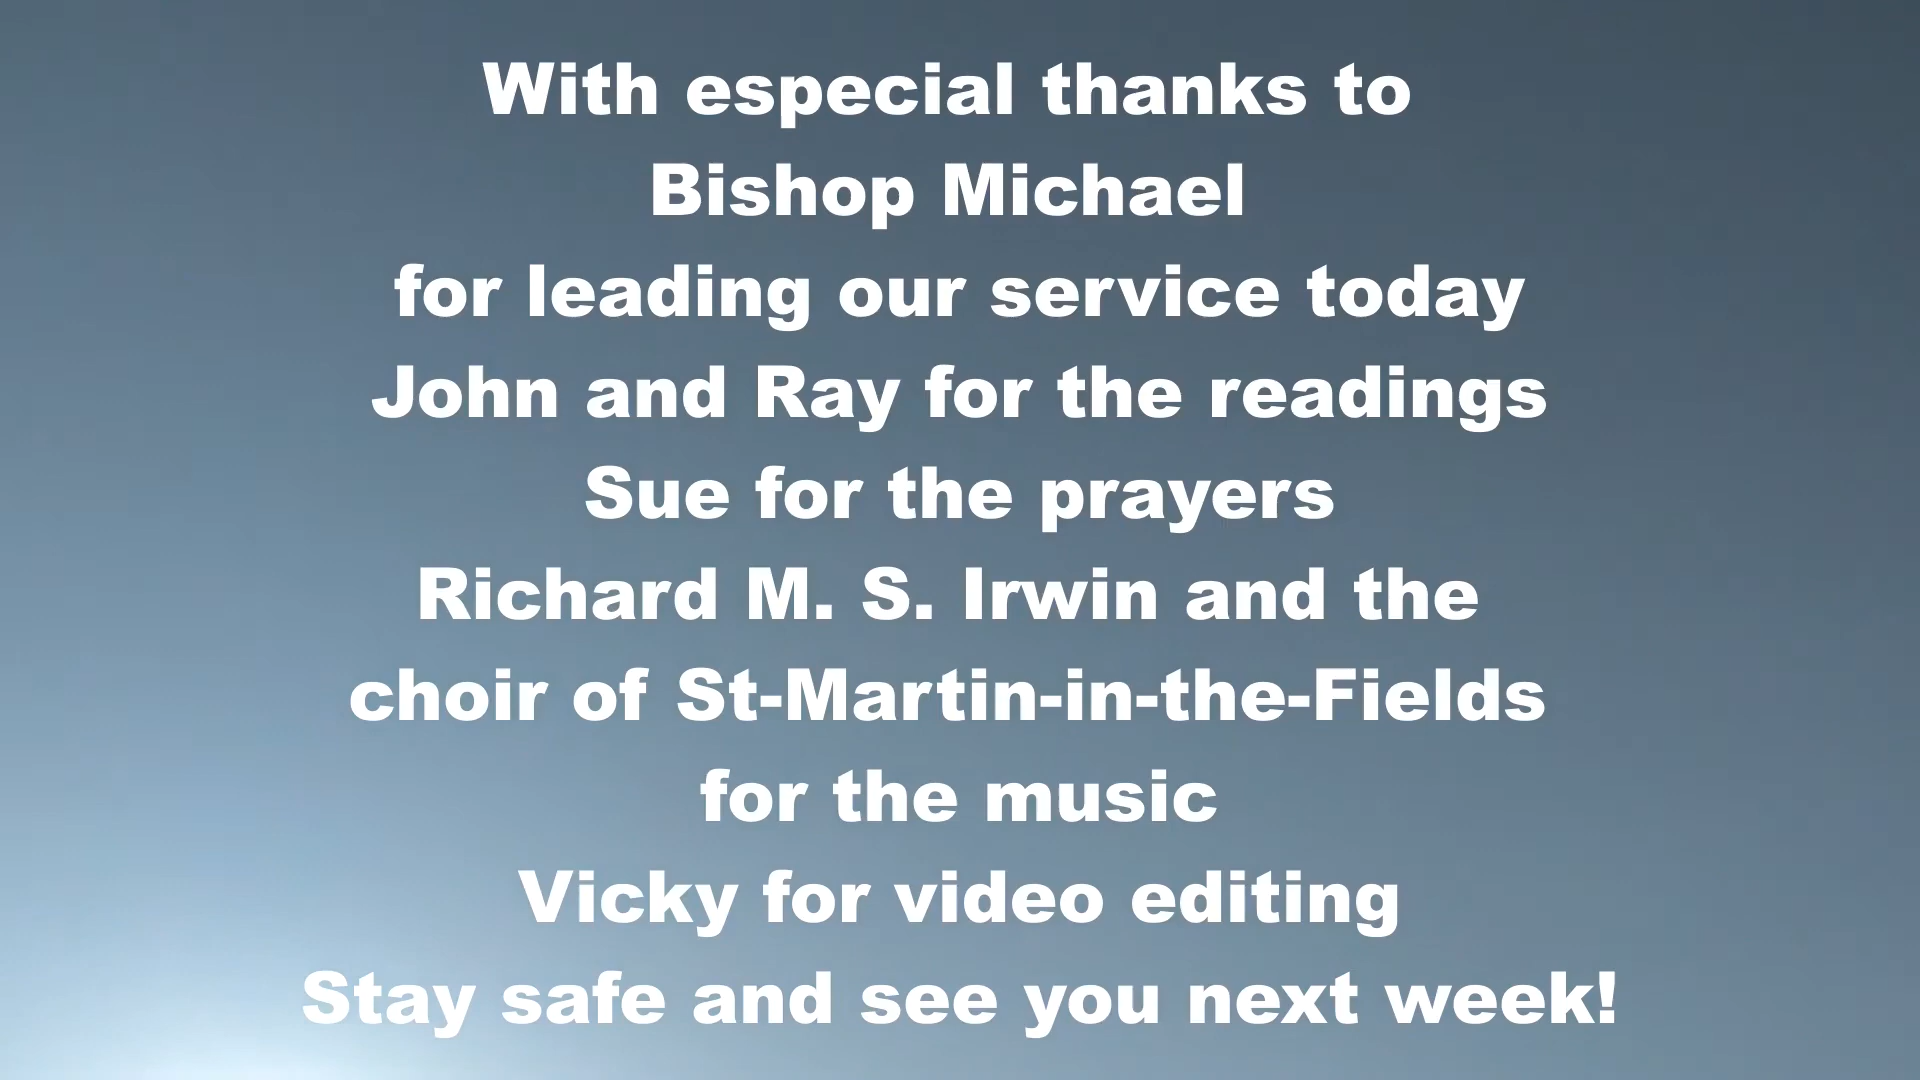 With especial thanks to
Bishop Michael
for leading our service today
John and Ray for the readings
Sue for the prayers
Richard M. S. Irwin and the
choir of St-Martin-in-the-Fields
for the music
Vicky for video editing
Stay safe and see you next week!